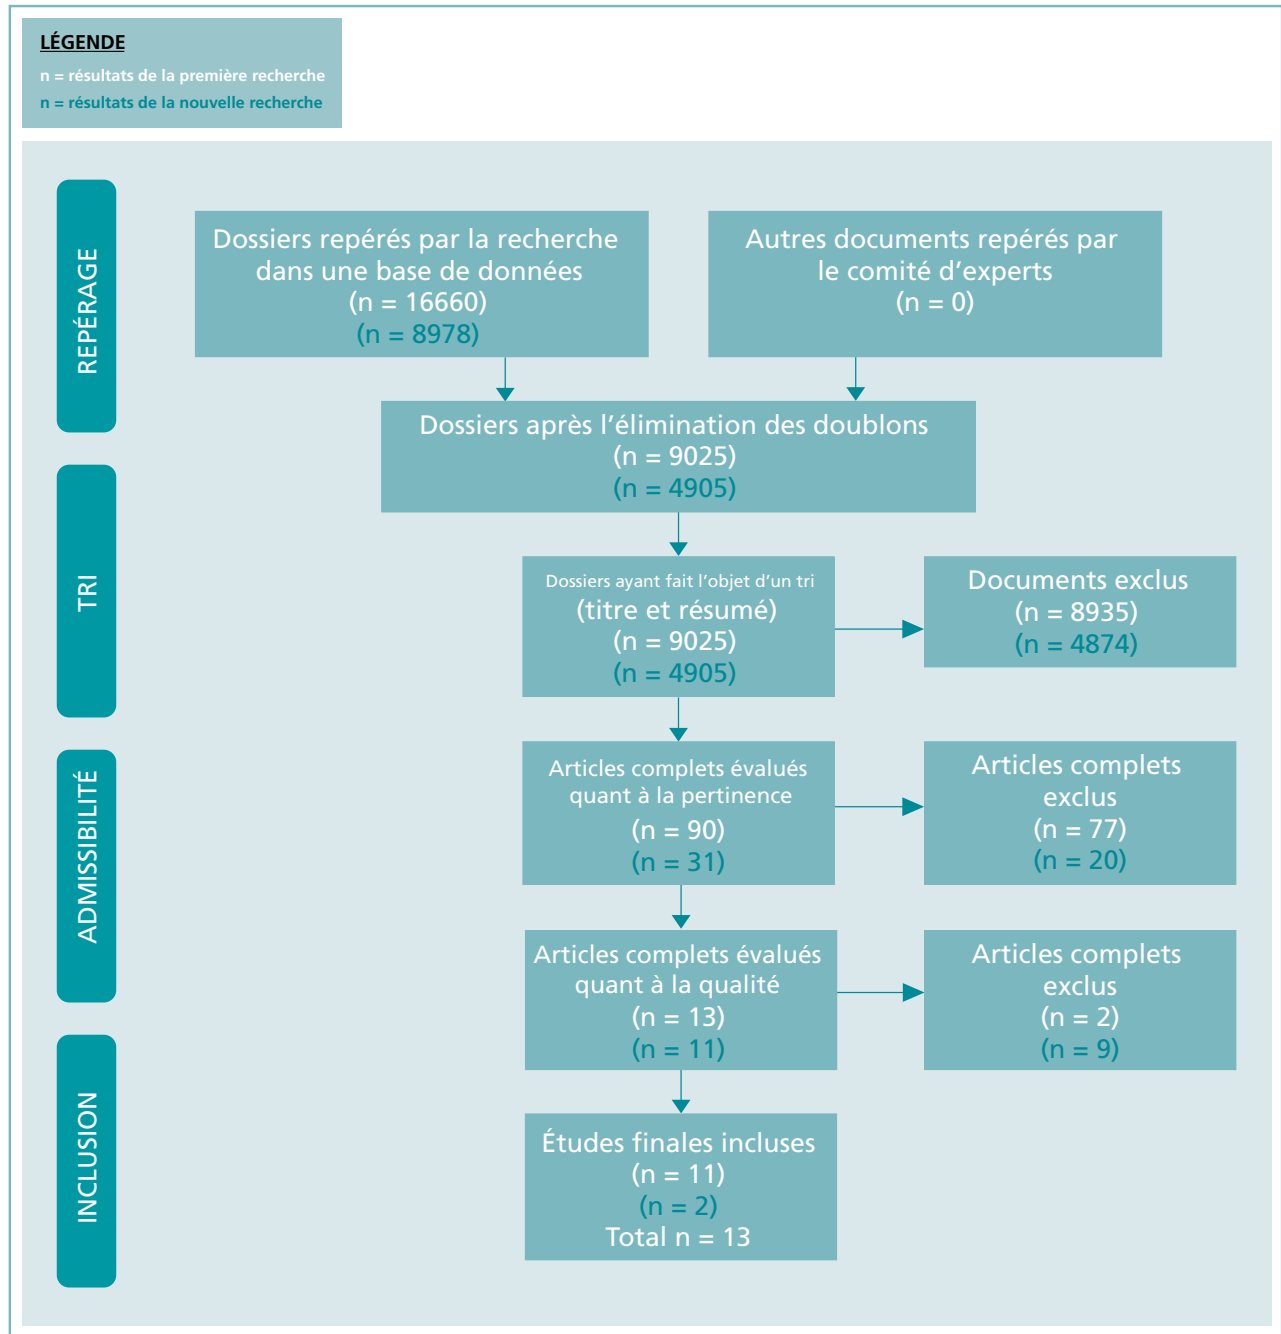 LÉGENDE
n = résultats de la première recherche
n = résultats de la nouvelle recherche
REPÉRAGE
Dossiers repérés par la recherche
dans une base de données
(n = 16660)
(n = 8978)
Autres documents repérés par
le comité d’experts
(n = 0)
Dossiers après l’élimination des doublons
(n = 9025)
(n = 4905)
TRI
Dossiers ayant fait l’objet d’un tri
(titre et résumé)
(n = 9025)
(n = 4905)
Documents exclus
(n = 8935)
(n = 4874)
ADMISSIBILITÉ
Articles complets évalués
quant à la pertinence
(n = 90)
(n = 31)
Articles complets
exclus
(n = 77)
(n = 20)
Articles complets évalués
quant à la qualité
(n = 13)
(n = 11)
Articles complets
exclus
(n = 2)
(n = 9)
INCLUSION
Études finales incluses
(n = 11)
(n = 2)
Total n = 13